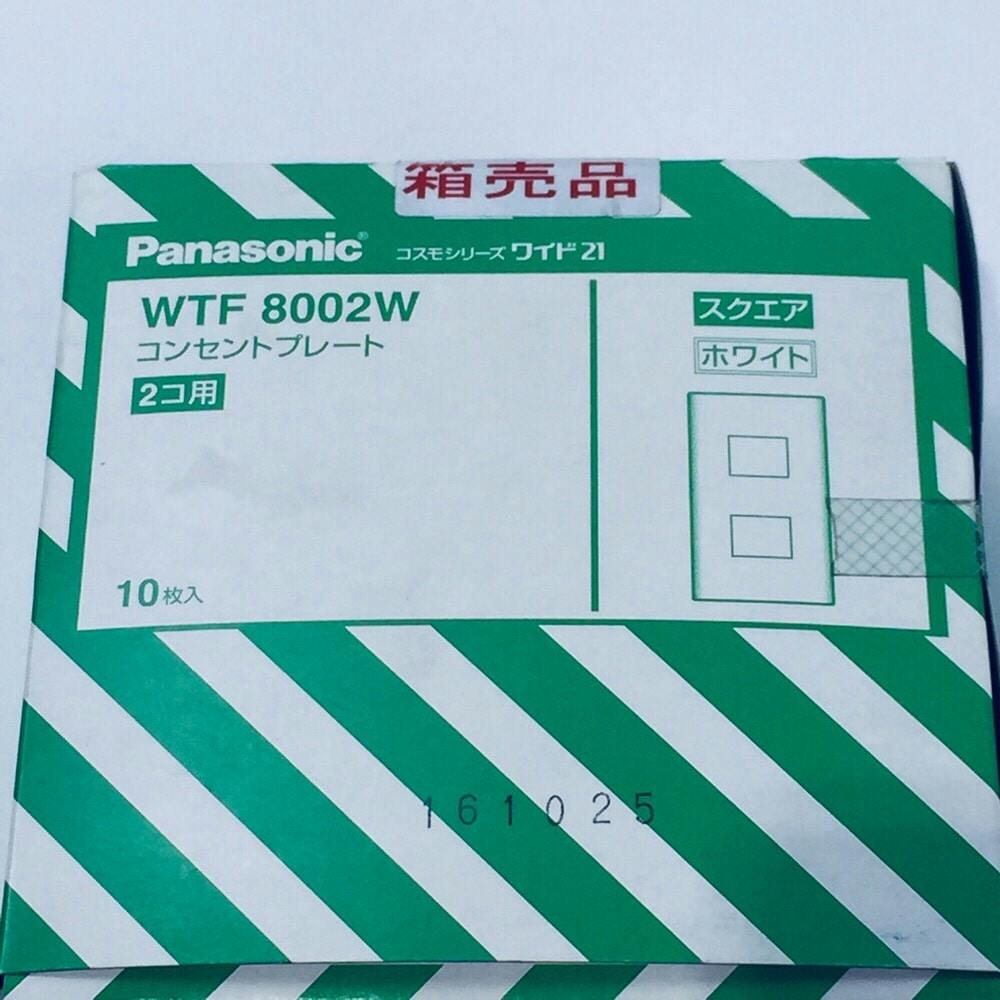 箱売品
Panasonic® コスモシリーズ ワイド21
WTF 8002W
コンセントプレート
2コ用
10枚入
スクエア
ホワイト
161025